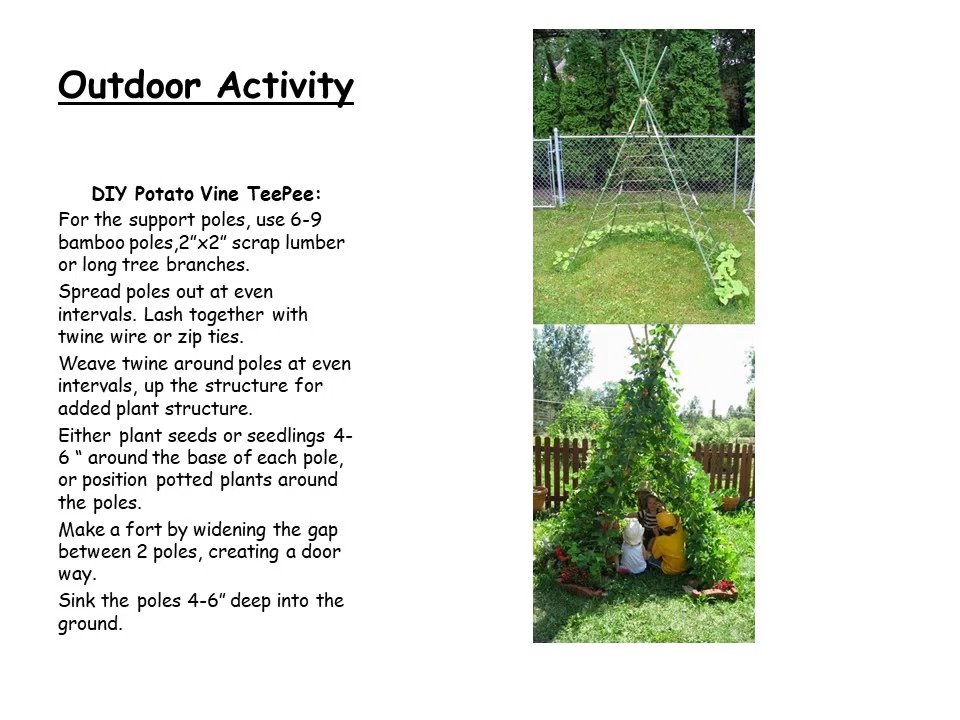 Outdoor Activity
DIY Potato Vine TeePee:
For the support poles, use 6-9
bamboo poles,2”x2” scrap lumber
or long tree branches.
Spread poles out at even
intervals. Lash together with
twine wire or zip ties.
Weave twine around poles at even
intervals, up the structure for
added plant structure.
Either plant seeds or seedlings 4-
6 “ around the base of each pole,
or position potted plants around
the poles.
Make a fort by widening the gap
between 2 poles, creating a door
way.
Sink the poles 4-6” deep into the
ground.